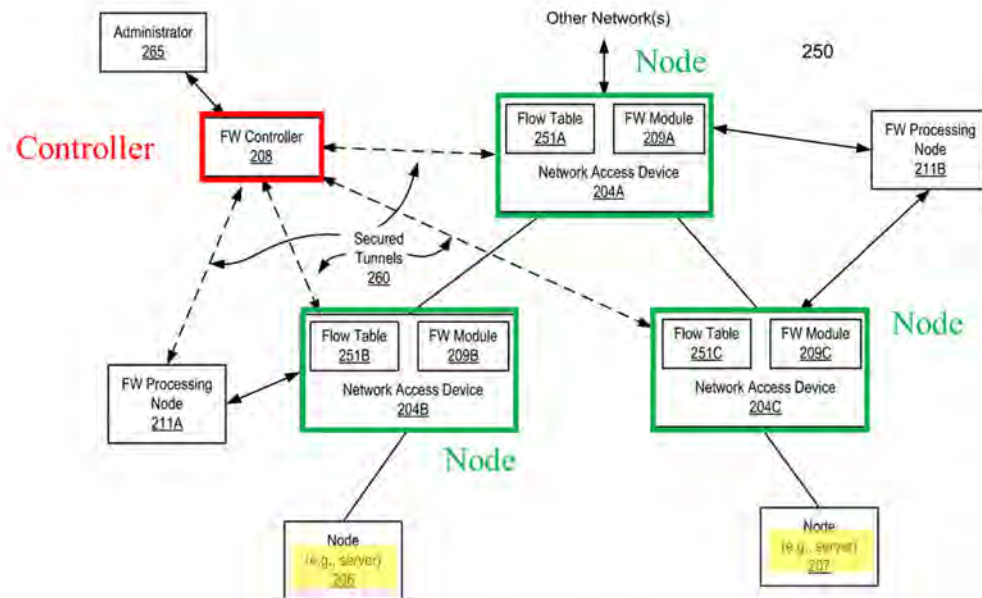 Other Network(s)
Administrator
265
Node
250
Controller
FW Controller
208
Flow Table
251A
FW Module
209A
Network Access Device
204A
FW Processing
Node
211B
Secured
Tunnels
260
Node
Flow Table
251B
FW Module
209B
Network Access Device
204B
Flow Table
251C
FW Module
209C
Network Access Device
204C
FW Processing
Node
211A
Node
Node
(e.g., server)
206
Node
(e.g., server)
207